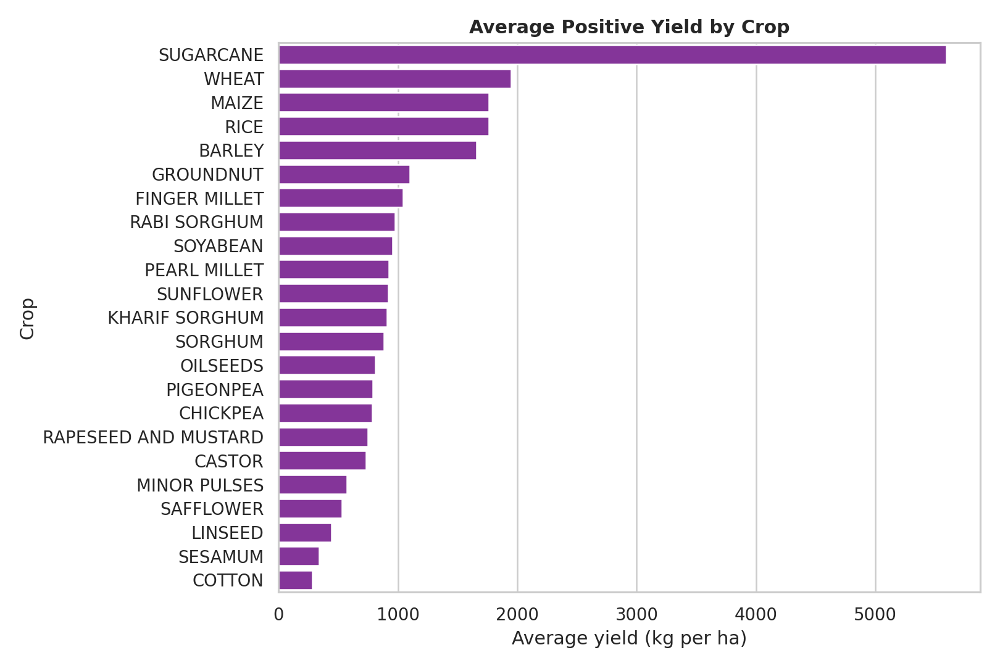 Average Positive Yield by Crop
SUGARCANE
WHEAT
MAIZE
RICE
BARLEY
GROUNDNUT
FINGER MILLET
RABI SORGHUM
SOYABEAN
PEARL MILLET
SUNFLOWER
KHARIF SORGHUM
SORGHUM
OILSEEDS
PIGEONPEA
CHICKPEA
RAPESEED AND MUSTARD
CASTOR
MINOR PULSES
SAFFLOWER
LINSEED
SESAMUM
COTTON
Crop
0 1000 2000 3000 4000 5000
Average yield (kg per ha)